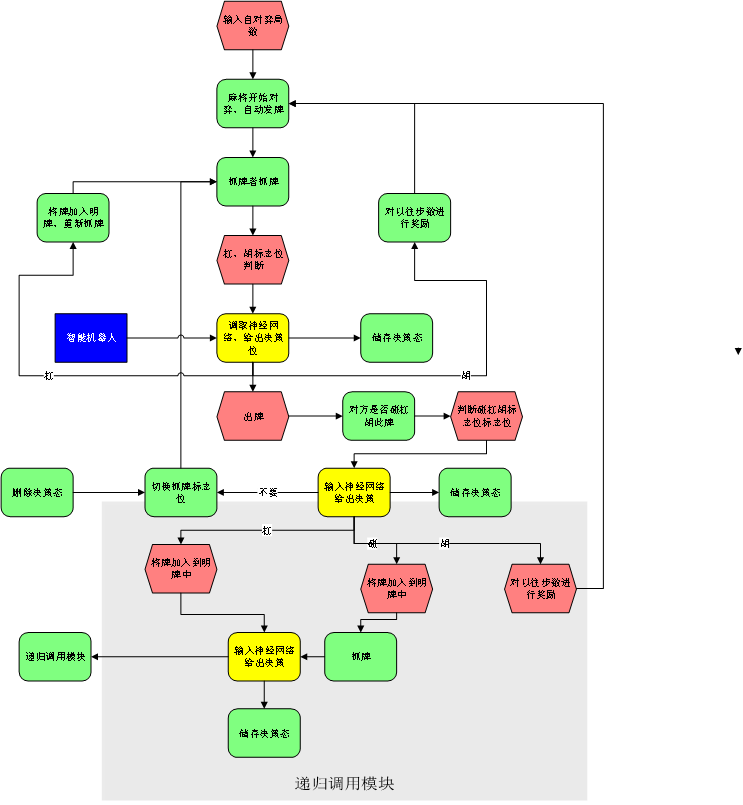 输入自对弈局
数
麻将开始对
弈、自动发牌
抓牌者抓牌
将牌加入明
牌、重新抓牌
对以往步数进
行奖励
杠、胡标志位
判断
智能机器人
调取神经网
络、给出决策
位
储存决策态
杠
胡
出牌
对方是否碰杠
胡此牌
判断碰杠胡标
志位标志位
删除决策态
切换抓牌标志
位
不要
输入神经网络
给出决策
储存决策态
杠
碰
胡
将牌加入到明
牌中
将牌加入到明
牌中
对以往步数进
行奖励
递归调用模块
输入神经网络
给出决策
抓牌
储存决策态
递归调用模块